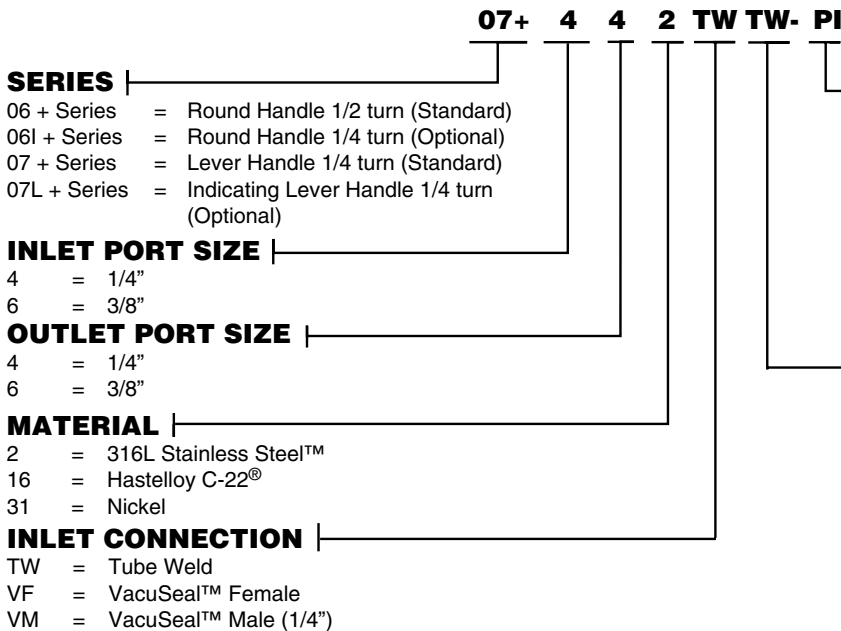 07+ 4 4 2 TW TW- PI
SERIES
06 + Series = Round Handle 1/2 turn (Standard)
06I + Series = Round Handle 1/4 turn (Optional)
07 + Series = Lever Handle 1/4 turn (Standard)
07L + Series = Indicating Lever Handle 1/4 turn
(Optional)
INLET PORT SIZE
4 = 1/4”
6 = 3/8”
OUTLET PORT SIZE
4 = 1/4”
6 = 3/8”
MATERIAL
2 = 316L Stainless Steel™
16 = Hastelloy C-22®
31 = Nickel
INLET CONNECTION
TW = Tube Weld
VF = VacuSeal™ Female
VM = VacuSeal™ Male (1/4”)